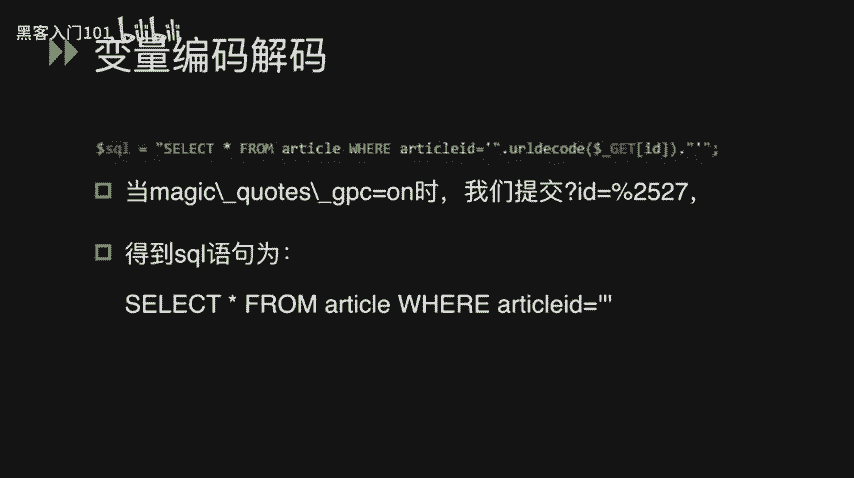 黑客入门101 bilibili
变量编码解码
$sql = "SELECT * FROM article WHERE articleid='".urldecode($_GET[id])."'";
当magic\_quotes\_gpc=on时，我们提交?id=%2527，
得到sql语句为：
SELECT * FROM article WHERE articleid='''